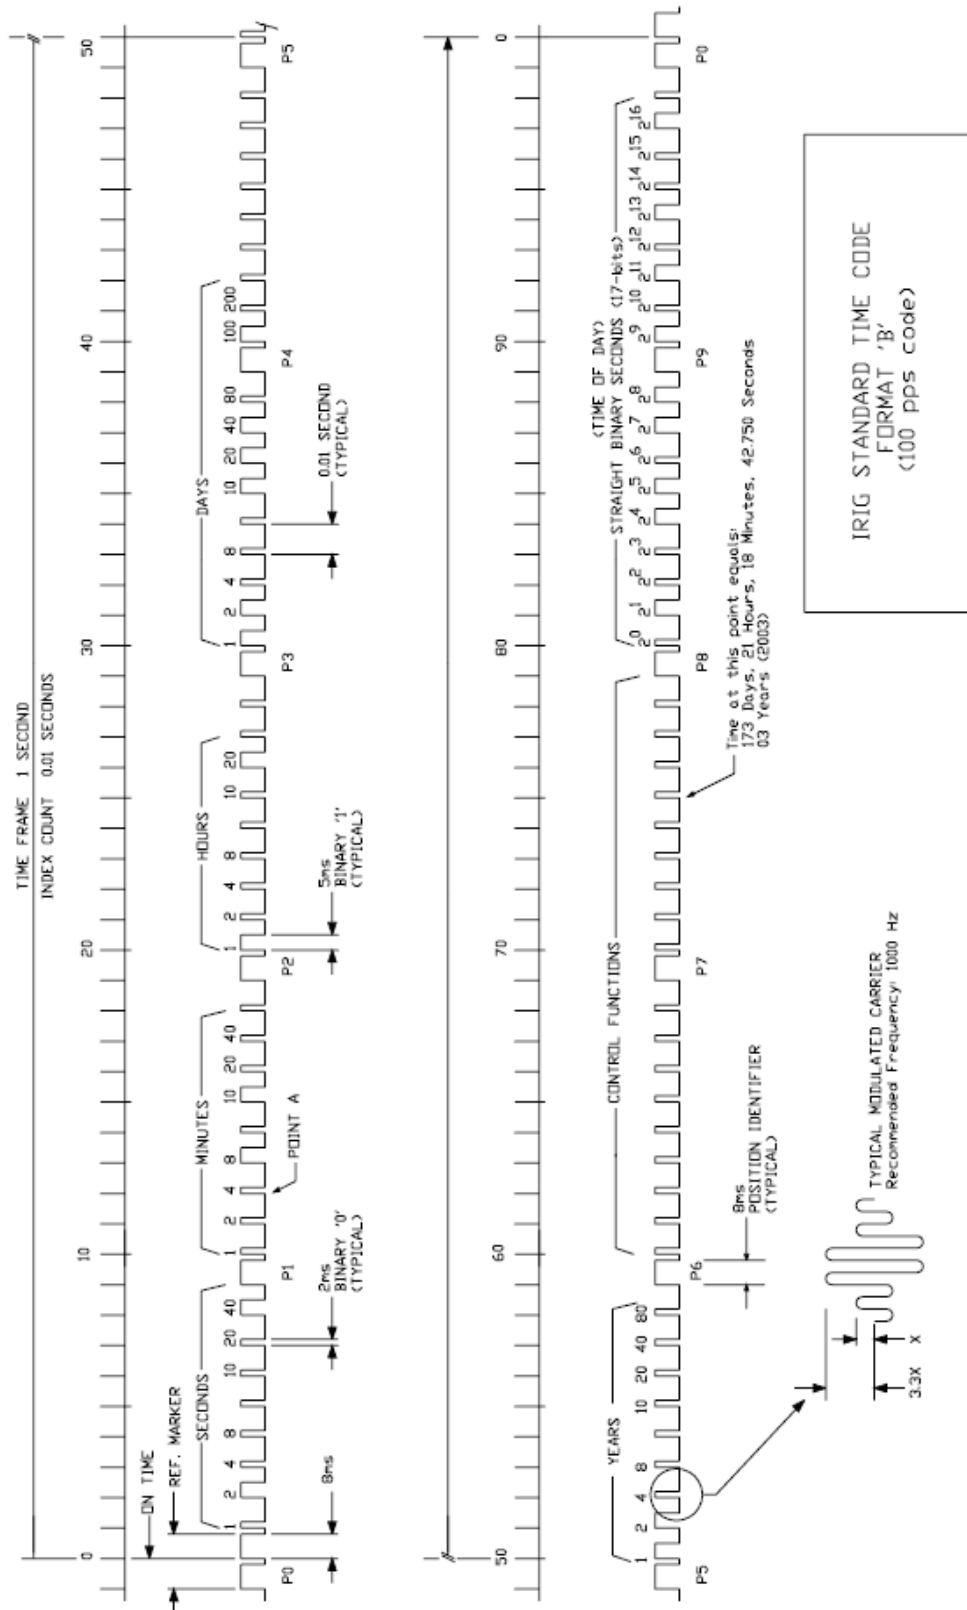 TIME FRAME 1 SECOND
INDEX COUNT 0.01 SECONDS
0 10 20 30 40 50
ON TIME
REF. MARKER
SECONDS MINUTES HOURS DAYS
1 2 4 8 10 20 40 1 2 4 8 10 20 40 1 2 4 8 10 20 1 2 4 8 10 20 40 80 100 200
P0 P1 P2 P3 P4 P5
POINT A
8ms
2ms
BINARY '0'
(TYPICAL)
5ms
BINARY '1'
(TYPICAL)
0.01 SECOND
(TYPICAL)
50 60 70 80 90 0
(TIME OF DAY)
YEARS CONTROL FUNCTIONS STRAIGHT BINARY SECONDS (17-bits)
1 2 4 8 10 20 40 80 2⁰ 2¹ 2² 2³ 2⁴ 2⁵ 2⁶ 2⁷ 2⁸ 2⁹ 2¹⁰ 2¹¹ 2¹² 2¹³ 2¹⁴ 2¹⁵ 2¹⁶
P5 P6 P7 P8 P9 P0
8ms
POSITION IDENTIFIER
(TYPICAL)
Time at this point equals:
173 Days, 21 Hours, 18 Minutes, 42.750 Seconds
03 Years (2003)
TYPICAL MODULATED CARRIER
Recommended Frequency: 1000 Hz
3.3X X
IRIG STANDARD TIME CODE
FORMAT 'B'
(100 pps code)